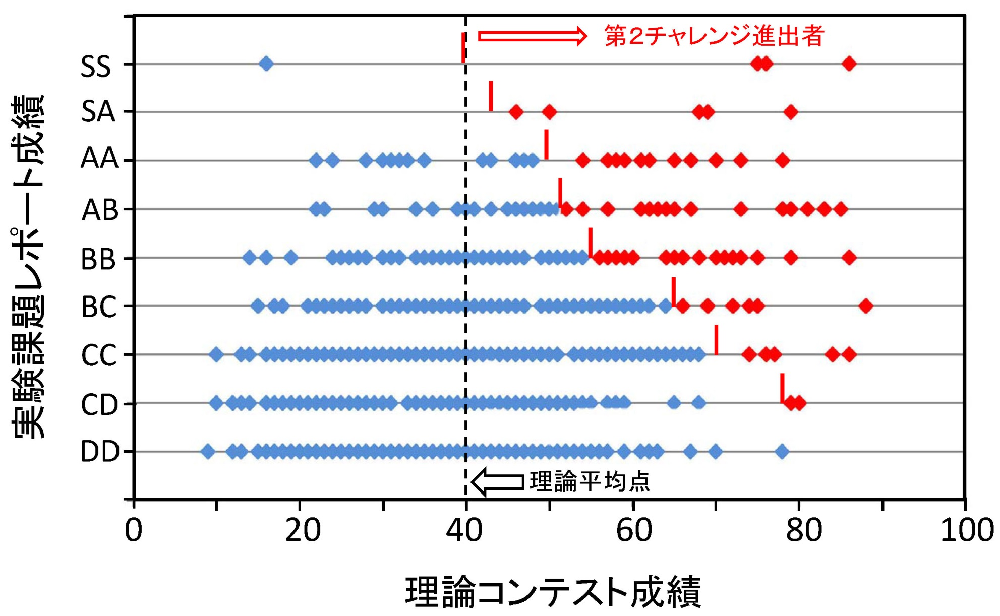 第2チャレンジ進出者
SS
SA
AA
AB
BB
BC
CC
CD
DD
実験課題レポート成績
理論平均点
0 20 40 60 80 100
理論コンテスト成績